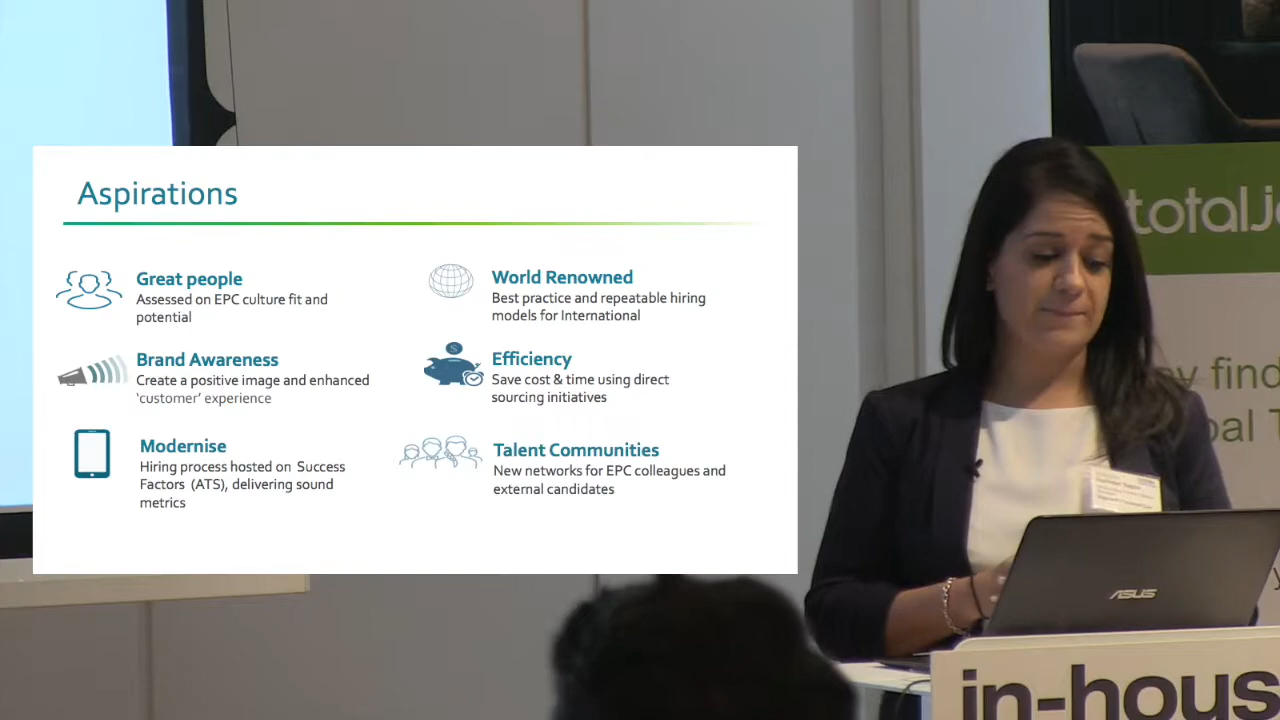 Aspirations
Great people
Assessed on EPC culture fit and
potential
Brand Awareness
Create a positive image and enhanced
'customer' experience
Modernise
Hiring process hosted on Success
Factors (ATS), delivering sound
metrics
World Renowned
Best practice and repeatable hiring
models for International
Efficiency
Save cost & time using direct
sourcing initiatives
Talent Communities
New networks for EPC colleagues and
external candidates
totalj
find
ASUS
in-hous